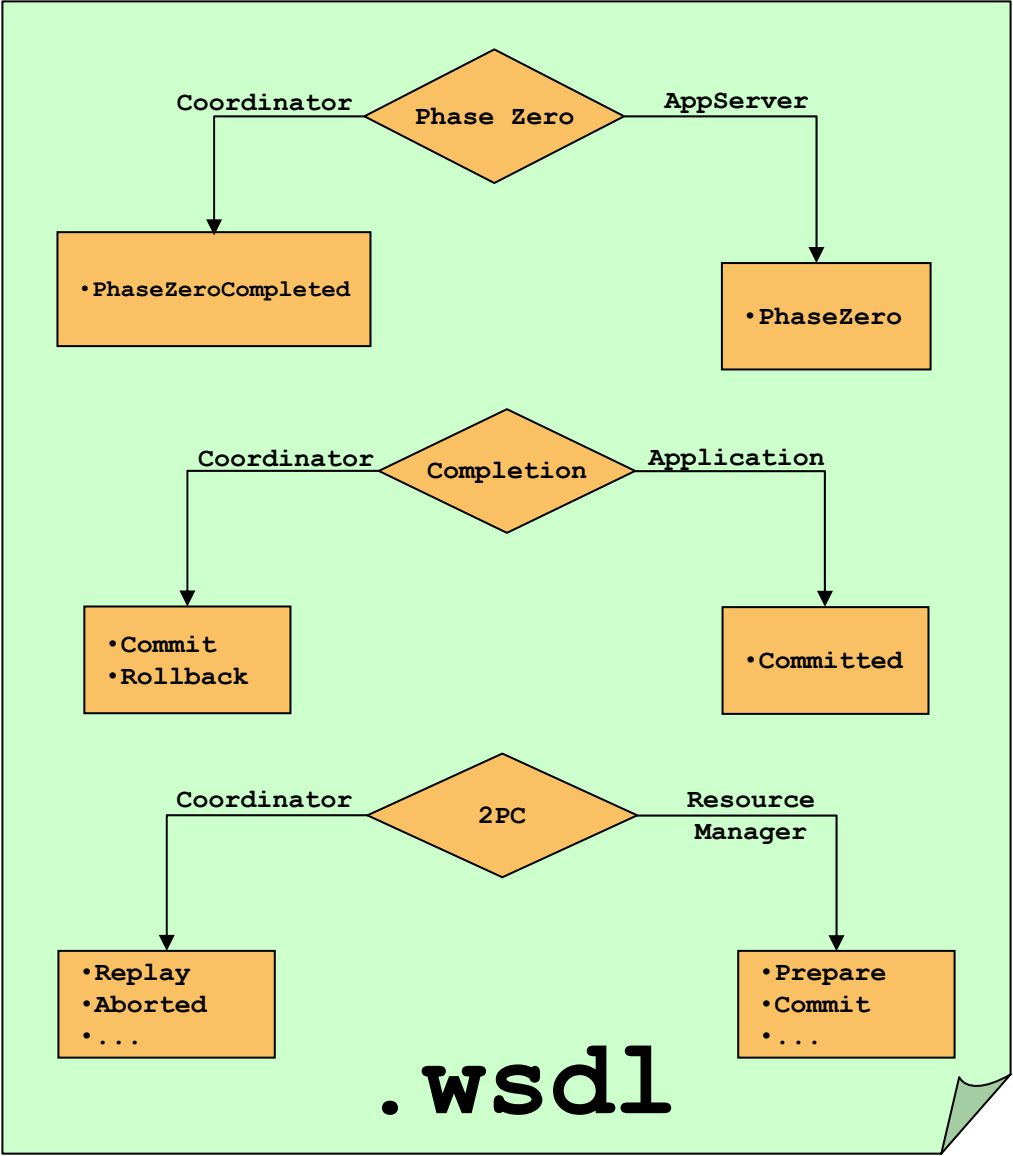 Coordinator
Phase Zero
AppServer
•PhaseZeroCompleted
•PhaseZero
Coordinator
Completion
Application
•Commit
•Rollback
•Committed
Coordinator
2PC
Resource
Manager
•Replay
•Aborted
•...
•Prepare
•Commit
•...
.wsdl